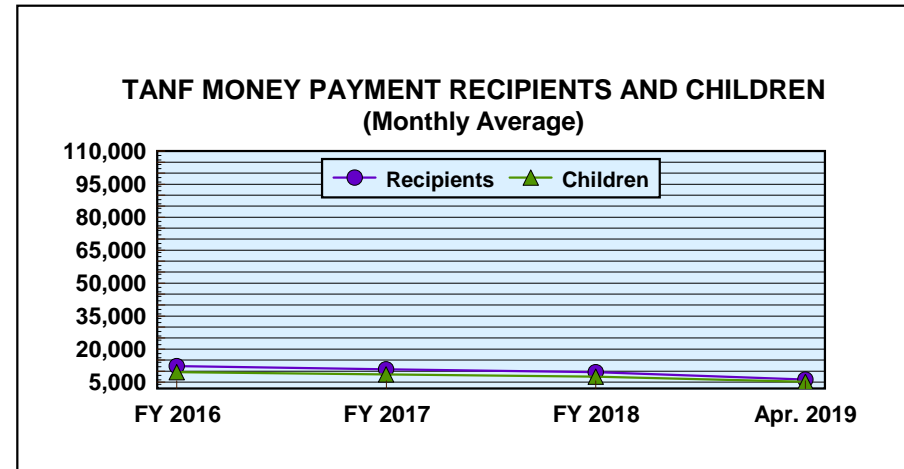 TANF MONEY PAYMENT RECIPIENTS AND CHILDREN
(Monthly Average)
Recipients Children
110,000
95,000
80,000
65,000
50,000
35,000
20,000
5,000
FY 2016 FY 2017 FY 2018 Apr. 2019